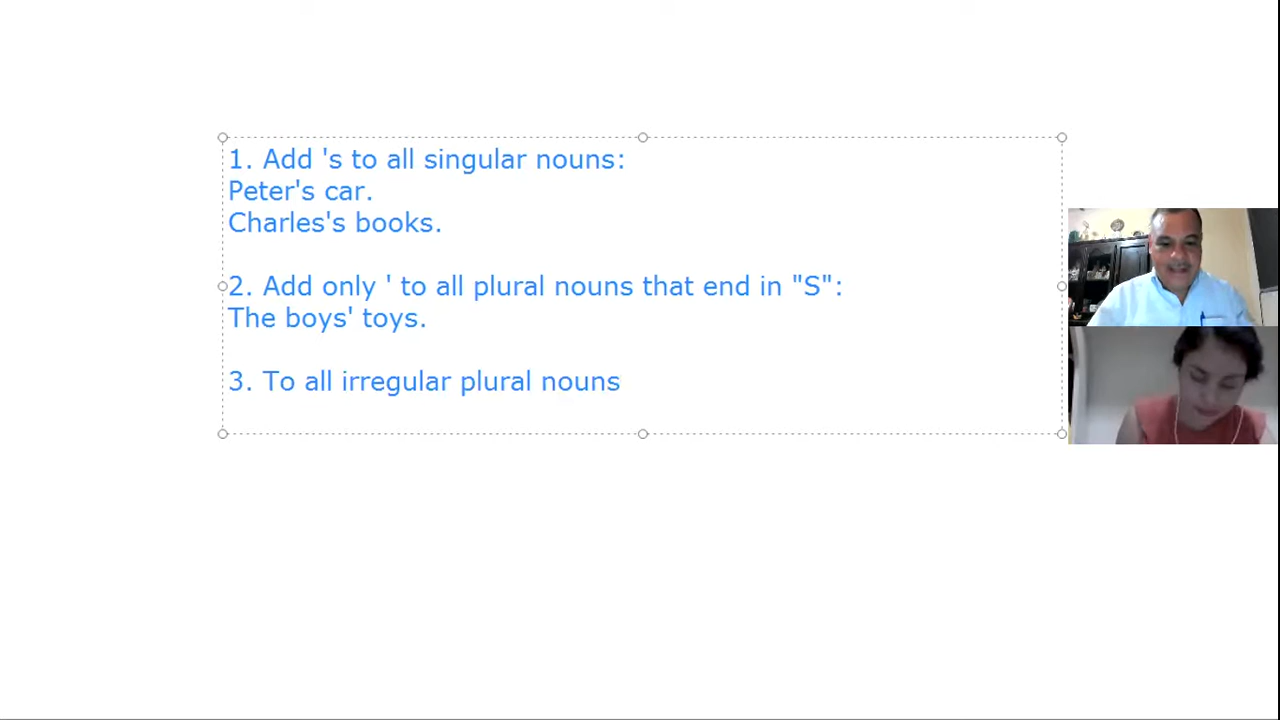 1. Add 's to all singular nouns:
Peter's car.
Charles's books.
2. Add only ' to all plural nouns that end in "S":
The boys' toys.
3. To all irregular plural nouns